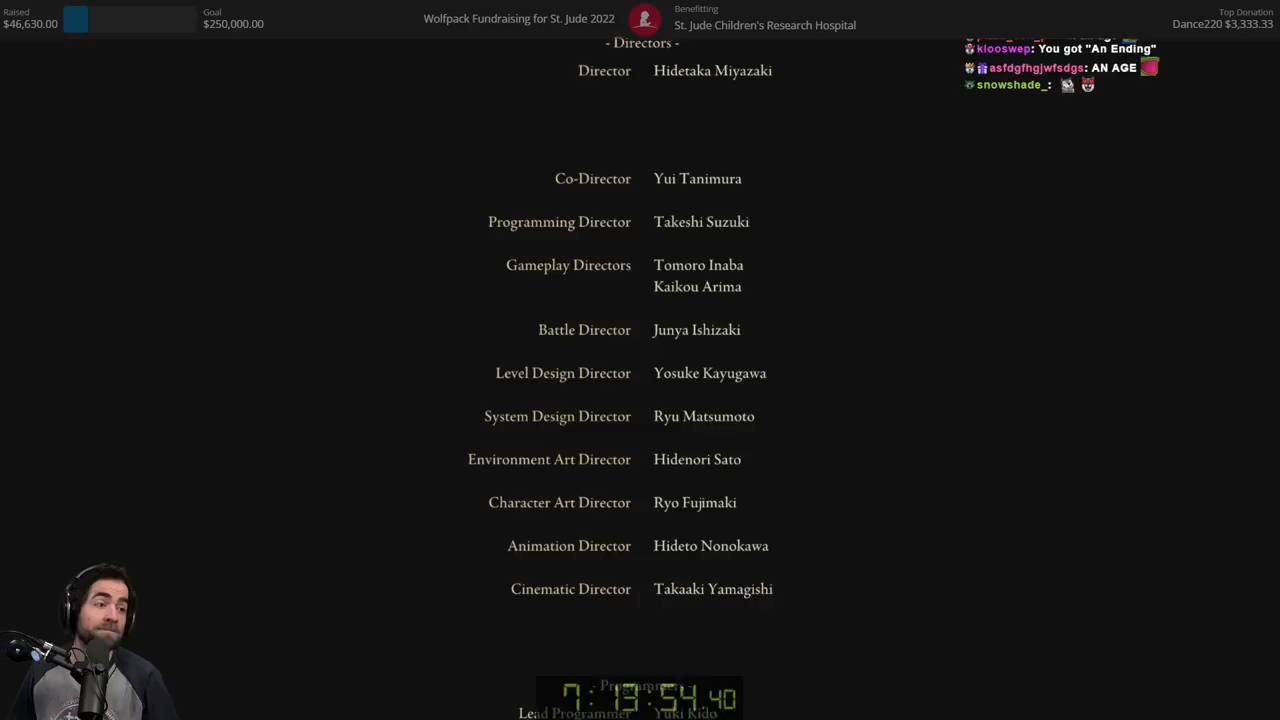 Raised
$46,630.00
Goal
$250,000.00
Wolfpack Fundraising for St. Jude 2022
Benefitting
St. Jude Children's Research Hospital
Top Donation
Dance220 $3,333.33
klooswep: You got "An Ending"
asfdgfhgjwfsdgs: AN AGE
snowshade_:
- Directors -
Director Hidetaka Miyazaki
Co-Director Yui Tanimura
Programming Director Takeshi Suzuki
Gameplay Directors Tomoro Inaba
Kaikou Arima
Battle Director Junya Ishizaki
Level Design Director Yosuke Kayugawa
System Design Director Ryu Matsumoto
Environment Art Director Hidenori Sato
Character Art Director Ryo Fujimaki
Animation Director Hideto Nonokawa
Cinematic Director Takaaki Yamagishi
- Programmers -
7:13:54.40
Lead Programmer Yuki Kido